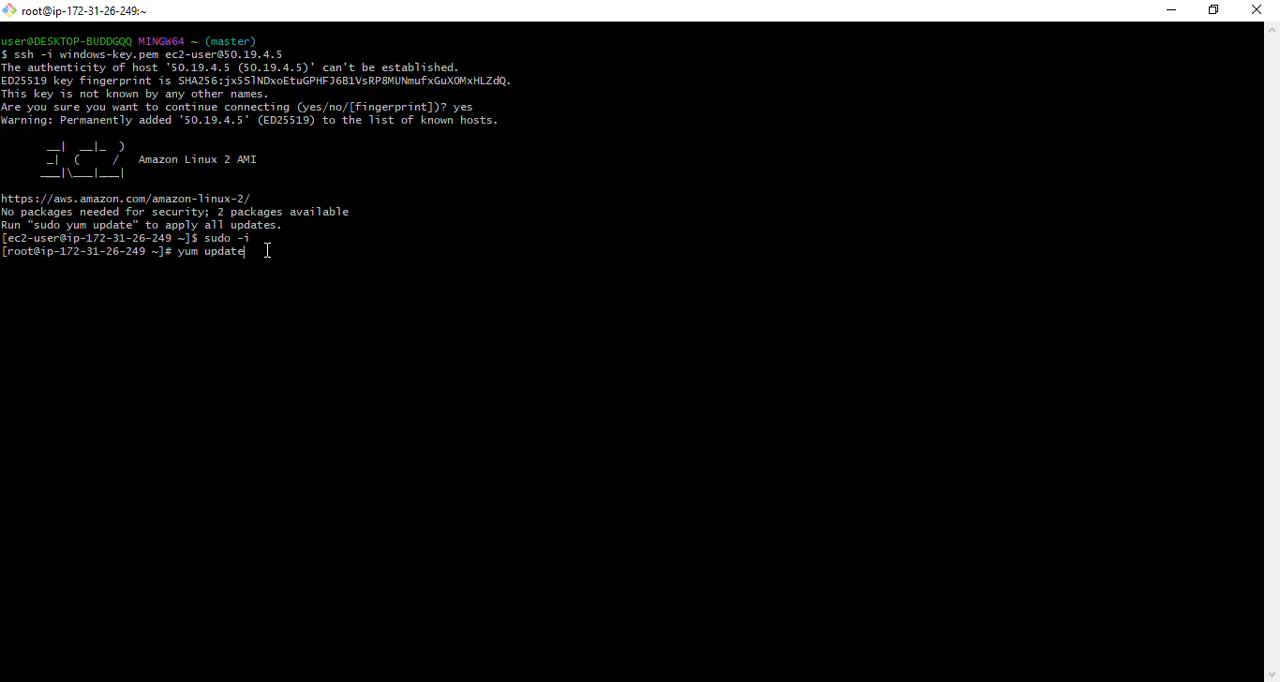 root@ip-172-31-26-249:~
user@DESKTOP-BUDDGQQ MINGW64 ~ (master)
$ ssh -i windows-key.pem ec2-user@50.19.4.5
The authenticity of host '50.19.4.5 (50.19.4.5)' can't be established.
ED25519 key fingerprint is SHA256:jx5SlNDxoEtuGPHFJ6B1VsRP8MUNmufxGuXOMxHLZdQ.
This key is not known by any other names.
Are you sure you want to continue connecting (yes/no/[fingerprint])? yes
Warning: Permanently added '50.19.4.5' (ED25519) to the list of known hosts.
       __|  __|_  )
       _|  (     /   Amazon Linux 2 AMI
      ___|\___|___|
https://aws.amazon.com/amazon-linux-2/
No packages needed for security; 2 packages available
Run "sudo yum update" to apply all updates.
[ec2-user@ip-172-31-26-249 ~]$ sudo -i
[root@ip-172-31-26-249 ~]# yum update